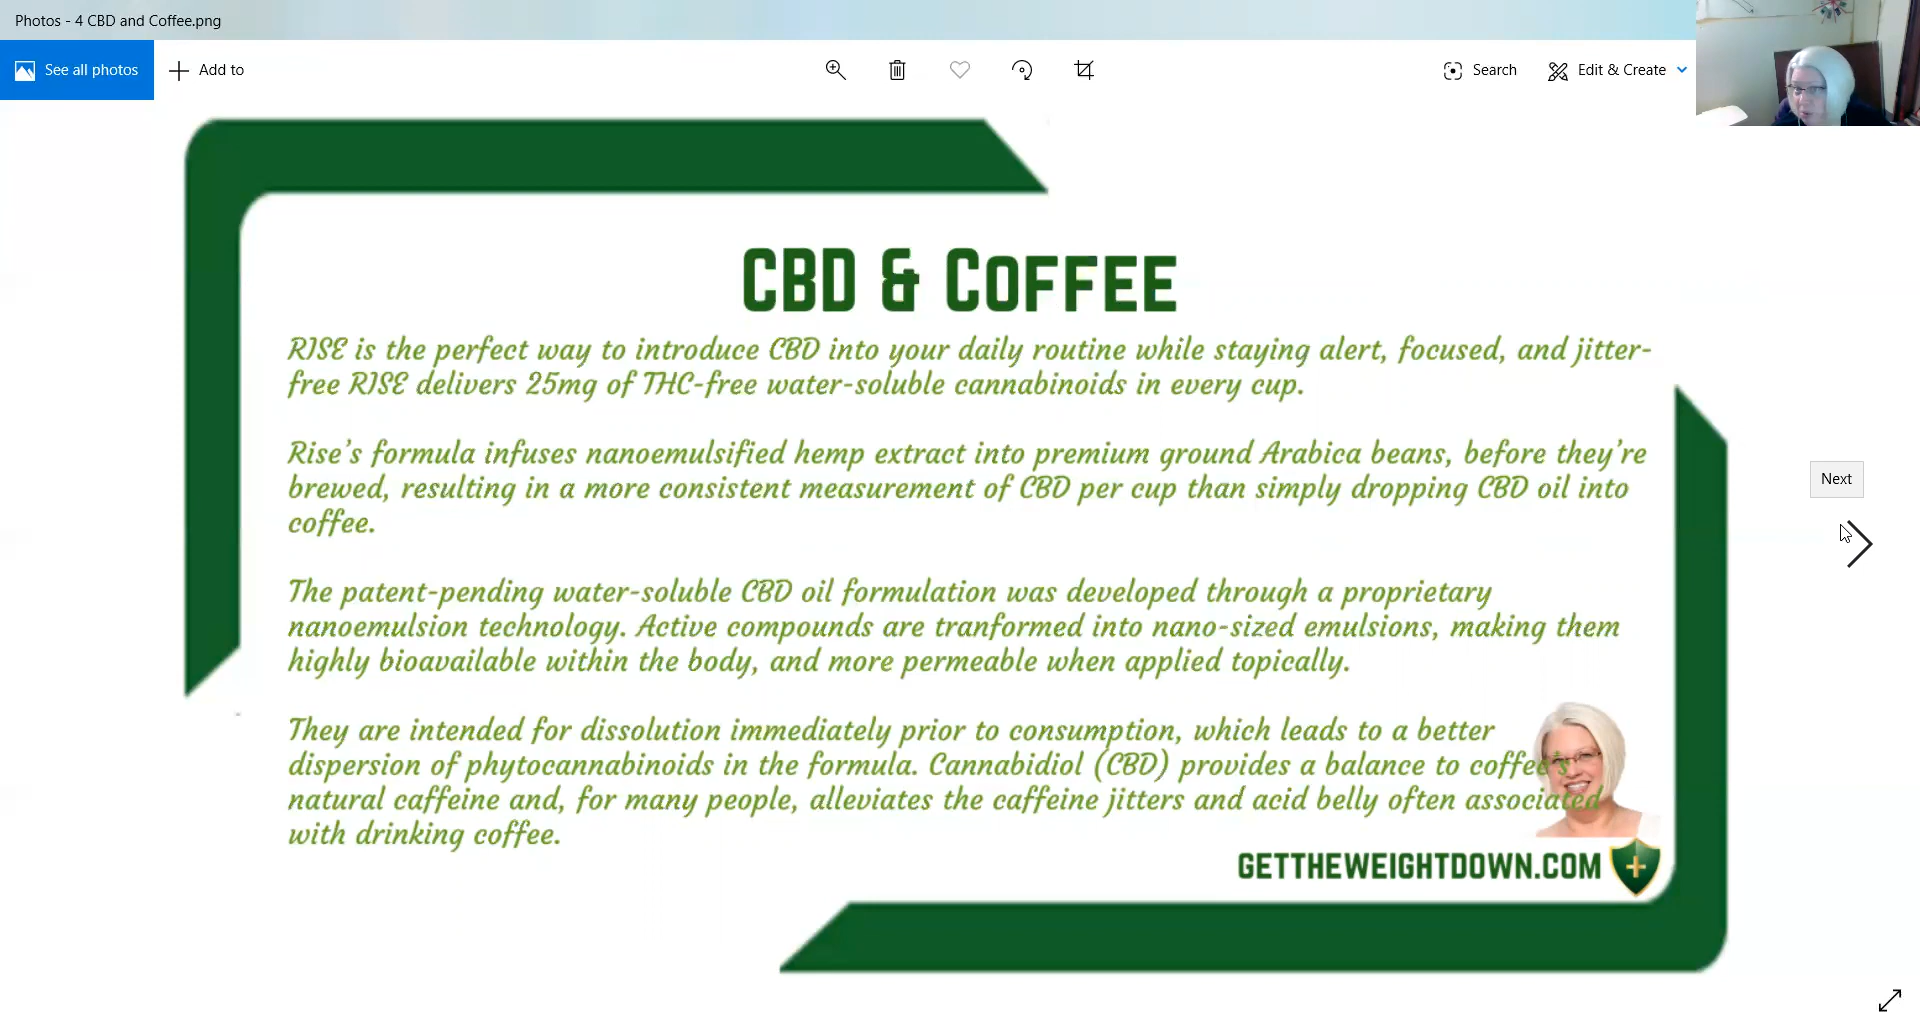 Photos - 4 CBD and Coffee.png
See all photos
Add to
Search
Edit & Create
CBD & COFFEE
RISE is the perfect way to introduce CBD into your daily routine while staying alert, focused, and jitter-
free RISE delivers 25mg of THC-free water-soluble cannabinoids in every cup.
Rise's formula infuses nanoemulsified hemp extract into premium ground Arabica beans, before they're
brewed, resulting in a more consistent measurement of CBD per cup than simply dropping CBD oil into
coffee.
Next
The patent-pending water-soluble CBD oil formulation was developed through a proprietary
nanoemulsion technology. Active compounds are tranformed into nano-sized emulsions, making them
highly bioavailable within the body, and more permeable when applied topically.
They are intended for dissolution immediately prior to consumption, which leads to a better
dispersion of phytocannabinoids in the formula. Cannabidiol (CBD) provides a balance to coffee's
natural caffeine and, for many people, alleviates the caffeine jitters and acid belly often associated
with drinking coffee.
GETTHEWEIGHTDOWN.COM